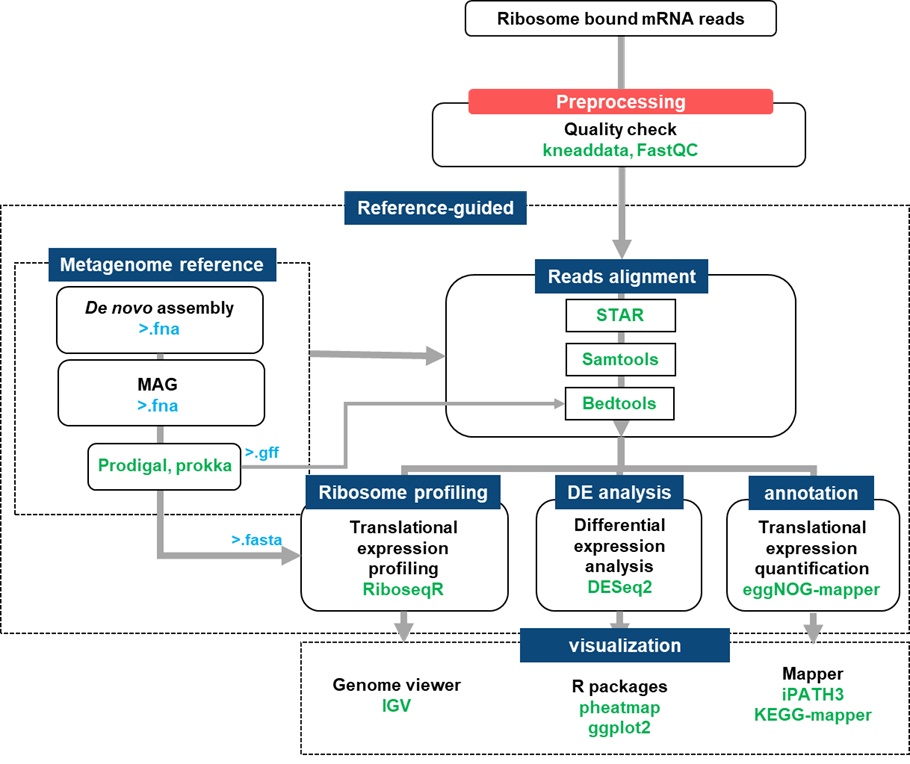 Ribosome bound mRNA reads
Preprocessing
Quality check
kneaddata, FastQC
Reference-guided
Metagenome reference
De novo assembly
>.fna
MAG
>.fna
Prodigal, prokka
>.gff
>.fasta
Reads alignment
STAR
Samtools
Bedtools
Ribosome profiling
Translational
expression
profiling
RiboseqR
DE analysis
Differential
expression
analysis
DESeq2
annotation
Translational
expression
quantification
eggNOG-mapper
visualization
Genome viewer
IGV
R packages
pheatmap
ggplot2
Mapper
iPATH3
KEGG-mapper